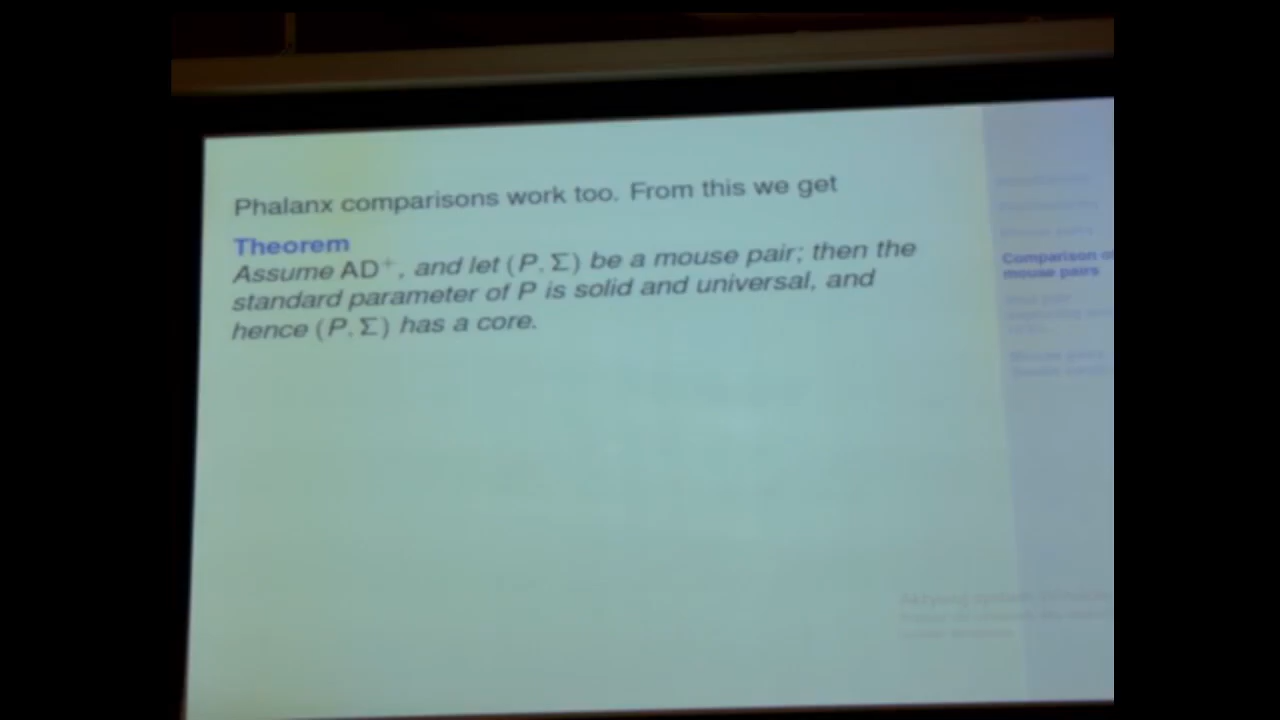 Phalanx comparisons work too. From this we get
Theorem
Assume AD⁺, and let (P, Σ) be a mouse pair; then the
standard parameter of P is solid and universal, and
hence (P, Σ) has a core.
Comparison of
mouse pairs